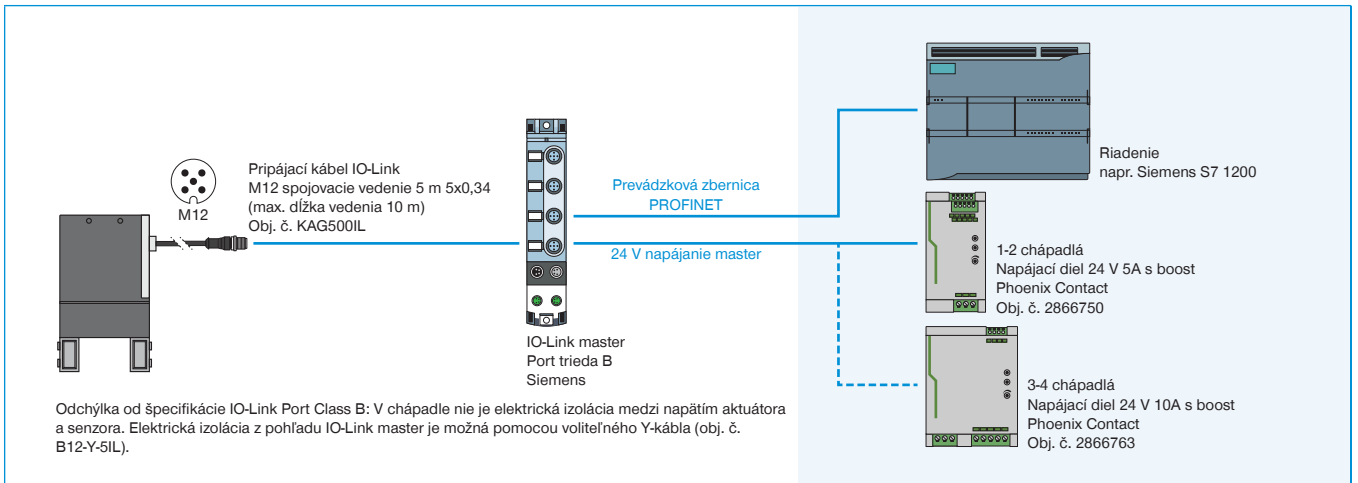 Pripájací kábel IO-Link
M12 spojovacie vedenie 5 m 5x0,34
(max. dĺžka vedenia 10 m)
Obj. č. KAG500IL
M12
IO-Link master
Port trieda B
Siemens
Prevádzková zbernica
PROFINET
24 V napájanie master
Riadenie
napr. Siemens S7 1200
1-2 chápadlá
Napájací diel 24 V 5A s boost
Phoenix Contact
Obj. č. 2866750
3-4 chápadlá
Napájací diel 24 V 10A s boost
Phoenix Contact
Obj. č. 2866763
Odchýlka od špecifikácie IO-Link Port Class B: V chápadle nie je elektrická izolácia medzi napätím aktuátora
a senzora. Elektrická izolácia z pohľadu IO-Link master je možná pomocou voliteľného Y-kábla (obj. č.
B12-Y-5IL).